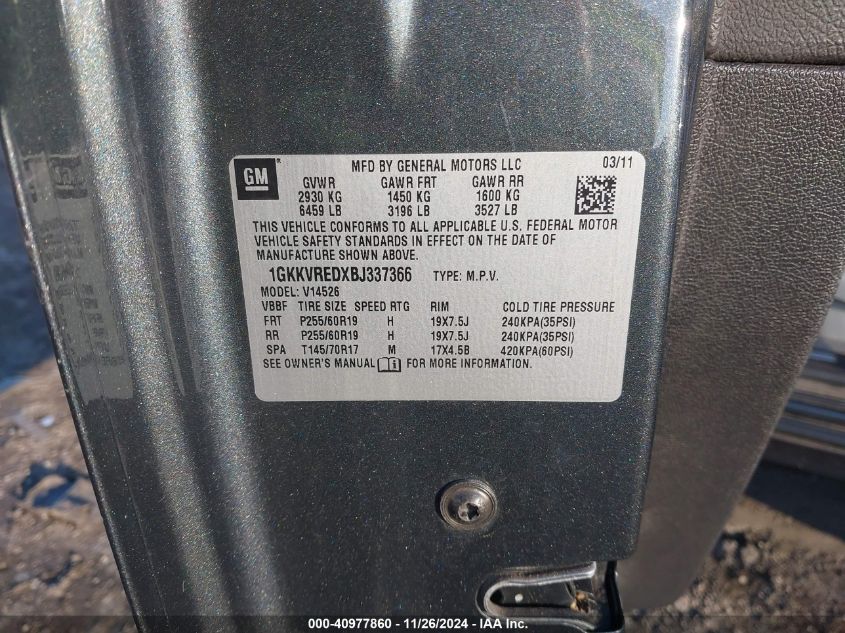 GM ® MFD BY GENERAL MOTORS LLC 03/11
GVWR GAWR FRT GAWR RR
2930 KG 1450 KG 1600 KG
6459 LB 3196 LB 3527 LB
THIS VEHICLE CONFORMS TO ALL APPLICABLE U.S. FEDERAL MOTOR
VEHICLE SAFETY STANDARDS IN EFFECT ON THE DATE OF
MANUFACTURE SHOWN ABOVE.
1GKKVREDXBJ337366 TYPE: M.P.V.
MODEL: V14526
VBBF TIRE SIZE SPEED RTG RIM COLD TIRE PRESSURE
FRT P255/60R19 H 19X7.5J 240KPA(35PSI)
RR P255/60R19 H 19X7.5J 240KPA(35PSI)
SPA T145/70R17 M 17X4.5B 420KPA(60PSI)
SEE OWNER'S MANUAL i FOR MORE INFORMATION.
000-40977860 - 11/26/2024 - IAA Inc.